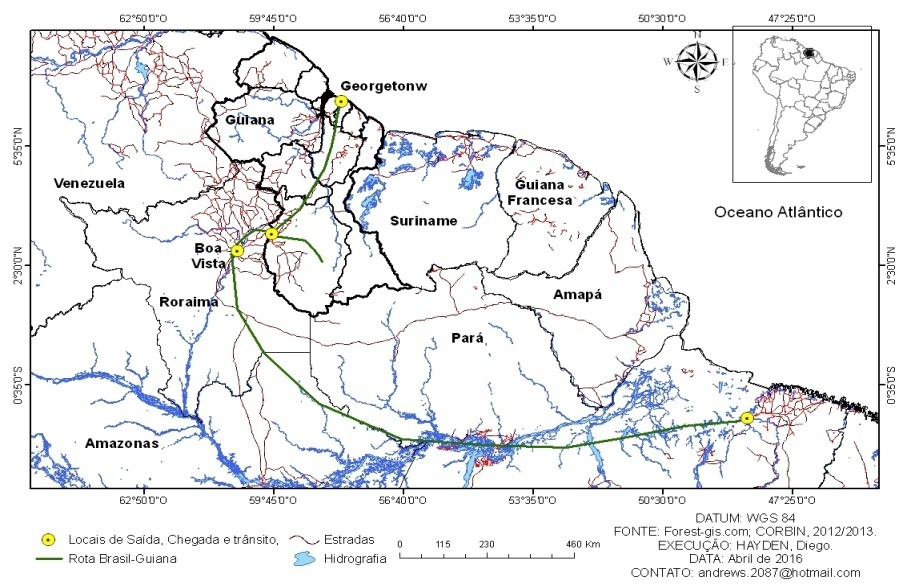 62°50'0"W 59°45'0"W 56°40'0"W 53°35'0"W 50°30'0"W 47°25'0"W
N
W E
S
Georgetonw
Guiana
5°35'0"N
5°35'0"N
Venezuela
Guiana
Francesa
Suriname
Oceano Atlântico
Boa
Vista
2°30'0"N
2°30'0"N
Roraima
Amapá
Pará
0°35'0"S
0°35'0"S
Amazonas
62°50'0"W 59°45'0"W 56°40'0"W 53°35'0"W 50°30'0"W 47°25'0"W
Locais de Saída, Chegada e trânsito,
Rota Brasil-Guiana
Estradas
Hidrografia
0 115 230 460 Km
DATUM: WGS 84
FONTE: Forest-gis.com; CORBIN, 2012/2013.
EXECUÇÃO: HAYDEN, Diego.
DATA: Abril de 2016
CONTATO: andrews.2087@hotmail.com